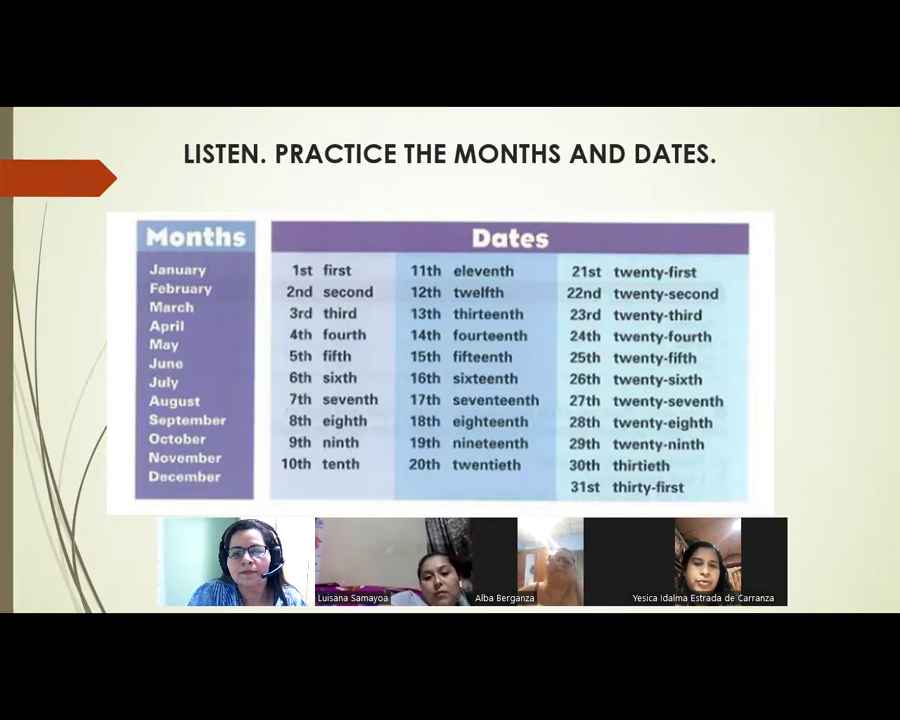 LISTEN. PRACTICE THE MONTHS AND DATES.
Months
January
February
March
April
May
June
July
August
September
October
November
December
Dates
1st first
2nd second
3rd third
4th fourth
5th fifth
6th sixth
7th seventh
8th eighth
9th ninth
10th tenth
11th eleventh
12th twelfth
13th thirteenth
14th fourteenth
15th fifteenth
16th sixteenth
17th seventeenth
18th eighteenth
19th nineteenth
20th twentieth
21st twenty-first
22nd twenty-second
23rd twenty-third
24th twenty-fourth
25th twenty-fifth
26th twenty-sixth
27th twenty-seventh
28th twenty-eighth
29th twenty-ninth
30th thirtieth
31st thirty-first
Luisana Samayoa
Alba Berganza
Yesica Idalma Estrada de Carranza